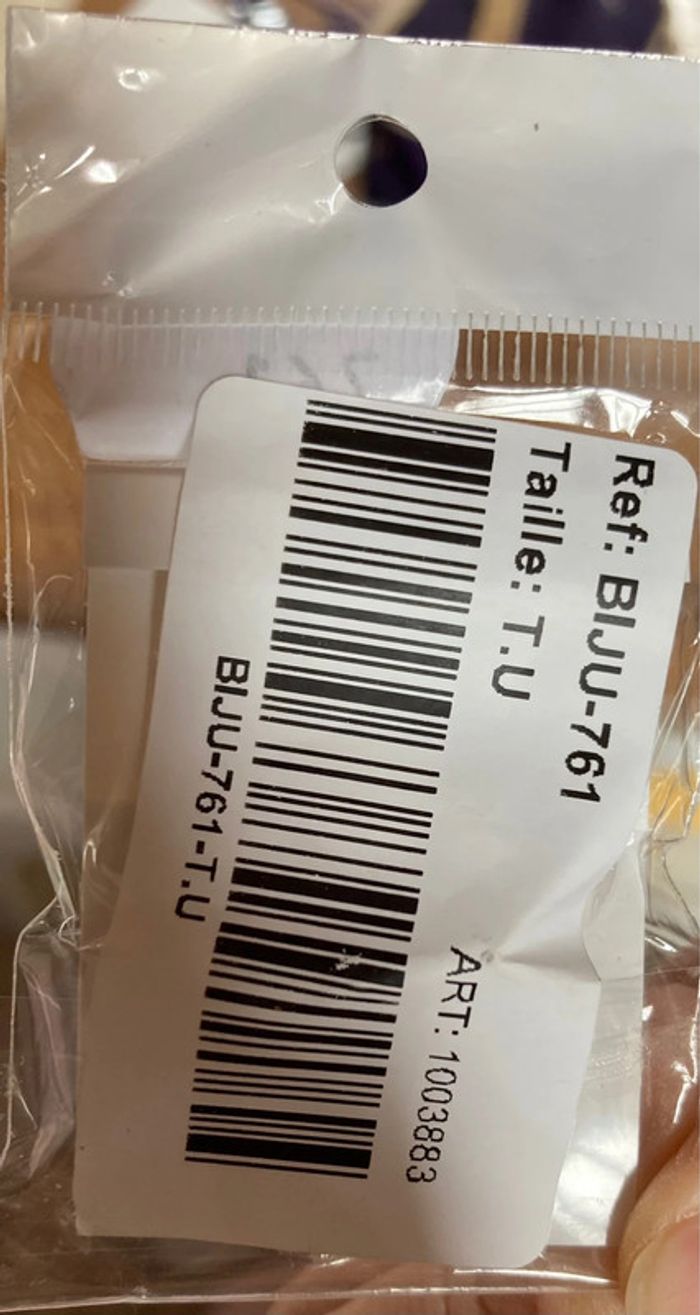 Ref: BIJU-761
Taille: T.U
ART: 1003883
BIJU-761-T.U